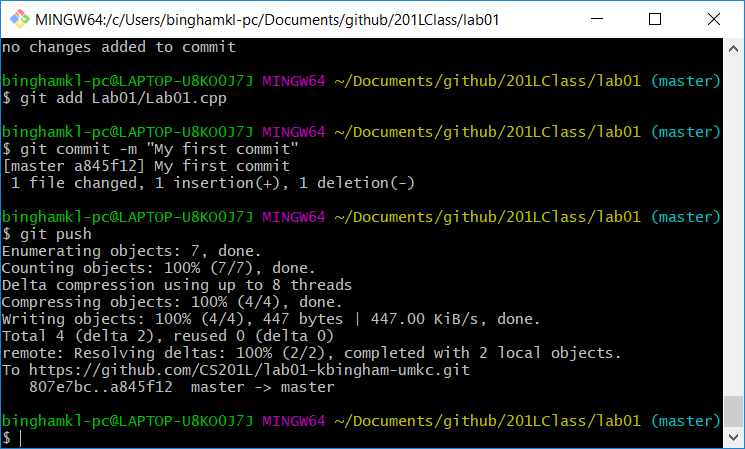 MINGW64:/c/Users/binghamkl-pc/Documents/github/201LClass/lab01
no changes added to commit
binghamkl-pc@LAPTOP-U8KOOJ7J MINGW64 ~/Documents/github/201LClass/lab01 (master)
$ git add Lab01/Lab01.cpp
binghamkl-pc@LAPTOP-U8KOOJ7J MINGW64 ~/Documents/github/201LClass/lab01 (master)
$ git commit -m "My first commit"
[master a845f12] My first commit
1 file changed, 1 insertion(+), 1 deletion(-)
binghamkl-pc@LAPTOP-U8KOOJ7J MINGW64 ~/Documents/github/201LClass/lab01 (master)
$ git push
Enumerating objects: 7, done.
Counting objects: 100% (7/7), done.
Delta compression using up to 8 threads
Compressing objects: 100% (4/4), done.
Writing objects: 100% (4/4), 447 bytes | 447.00 KiB/s, done.
Total 4 (delta 2), reused 0 (delta 0)
remote: Resolving deltas: 100% (2/2), completed with 2 local objects.
To https://github.com/CS201L/lab01-kbingham-umkc.git
807e7bc..a845f12  master -> master
binghamkl-pc@LAPTOP-U8KOOJ7J MINGW64 ~/Documents/github/201LClass/lab01 (master)
$